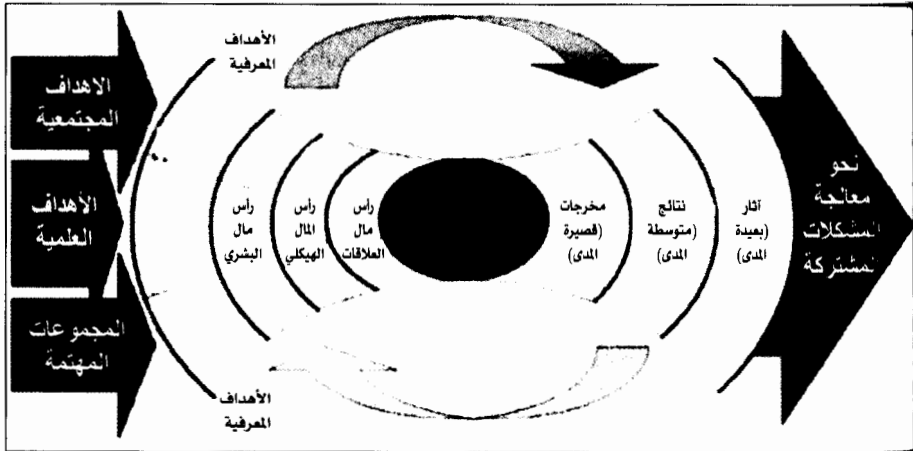 الأهداف
المعرفية
الاهداف
المجتمعية
الأهداف
العلمية
المجموعات
المهتمة
رأس
مال
البشري
رأس
المال
الهيكلي
رأس
مال
العلاقات
مخرجات
(قصيرة
المدى)
نتائج
(متوسطة
المدى)
آثار
(بعيدة
المدى)
نحو
معالجة
المشكلات
المشتركة
الأهداف
المعرفية